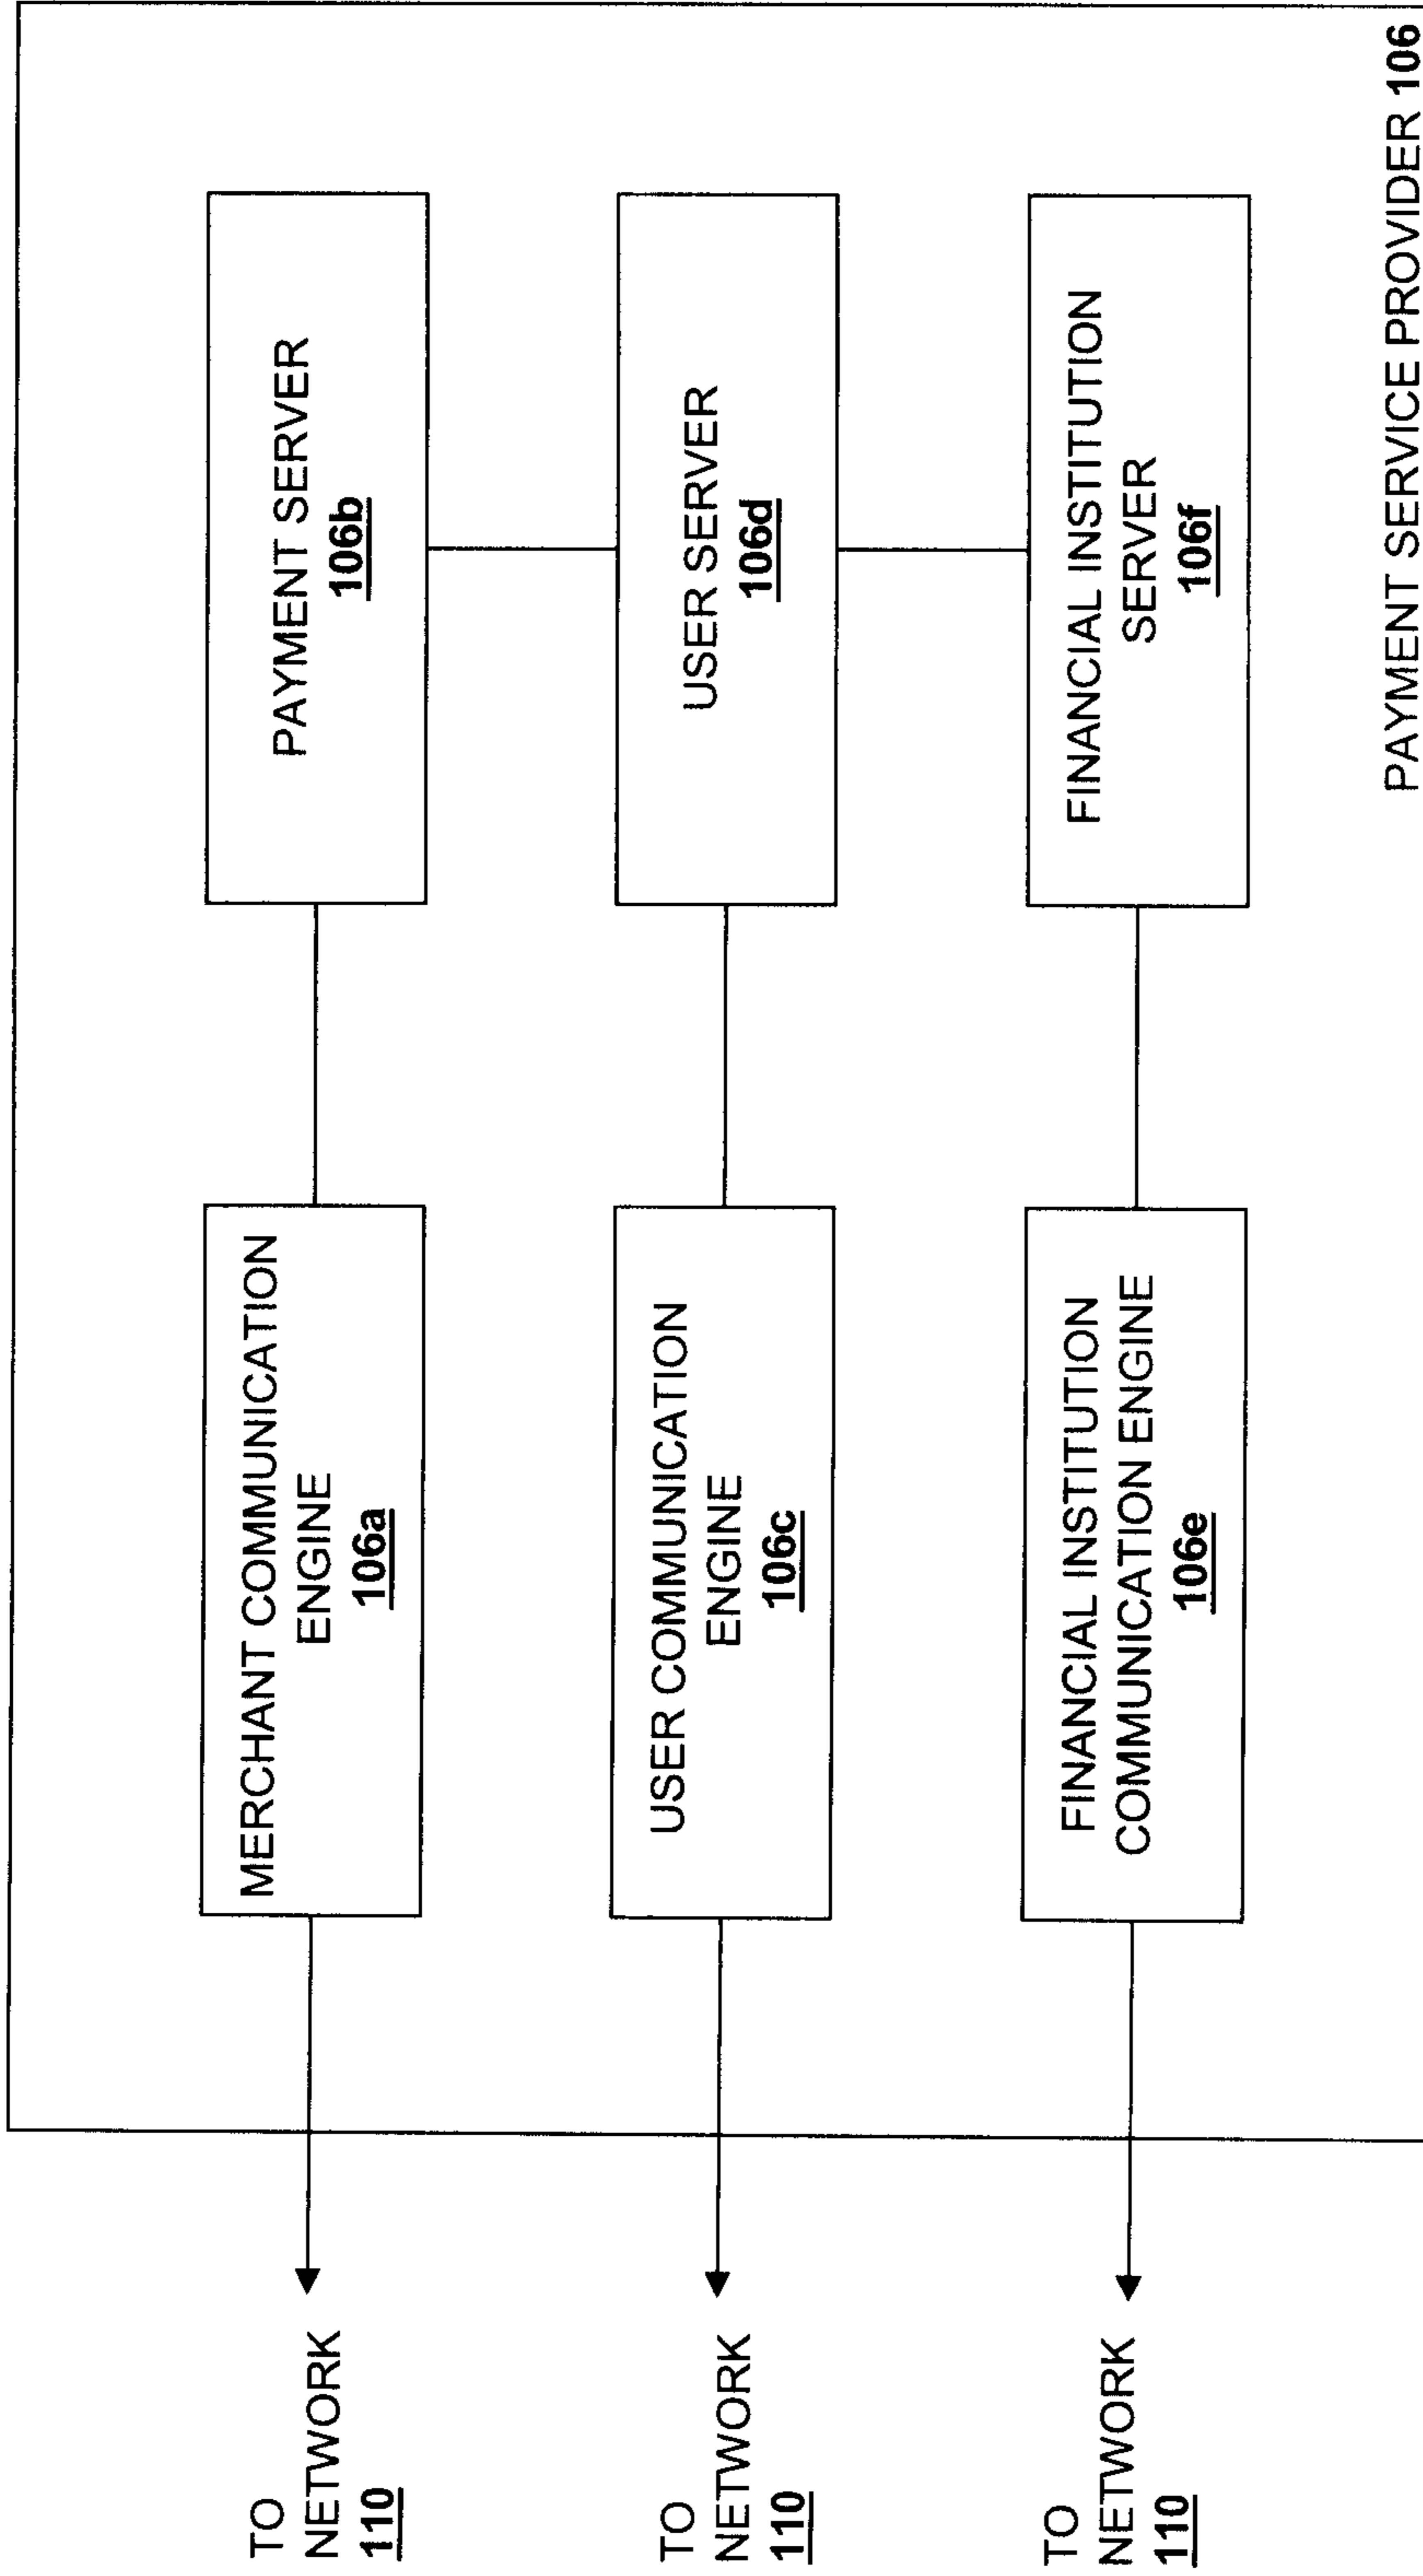 TO
NETWORK
110
MERCHANT COMMUNICATION
ENGINE
106a
PAYMENT SERVER
106b
TO
NETWORK
110
USER COMMUNICATION
ENGINE
106c
USER SERVER
106d
TO
NETWORK
110
FINANCIAL INSTITUTION
COMMUNICATION ENGINE
106e
FINANCIAL INSTITUTION
SERVER
106f
PAYMENT SERVICE PROVIDER 106